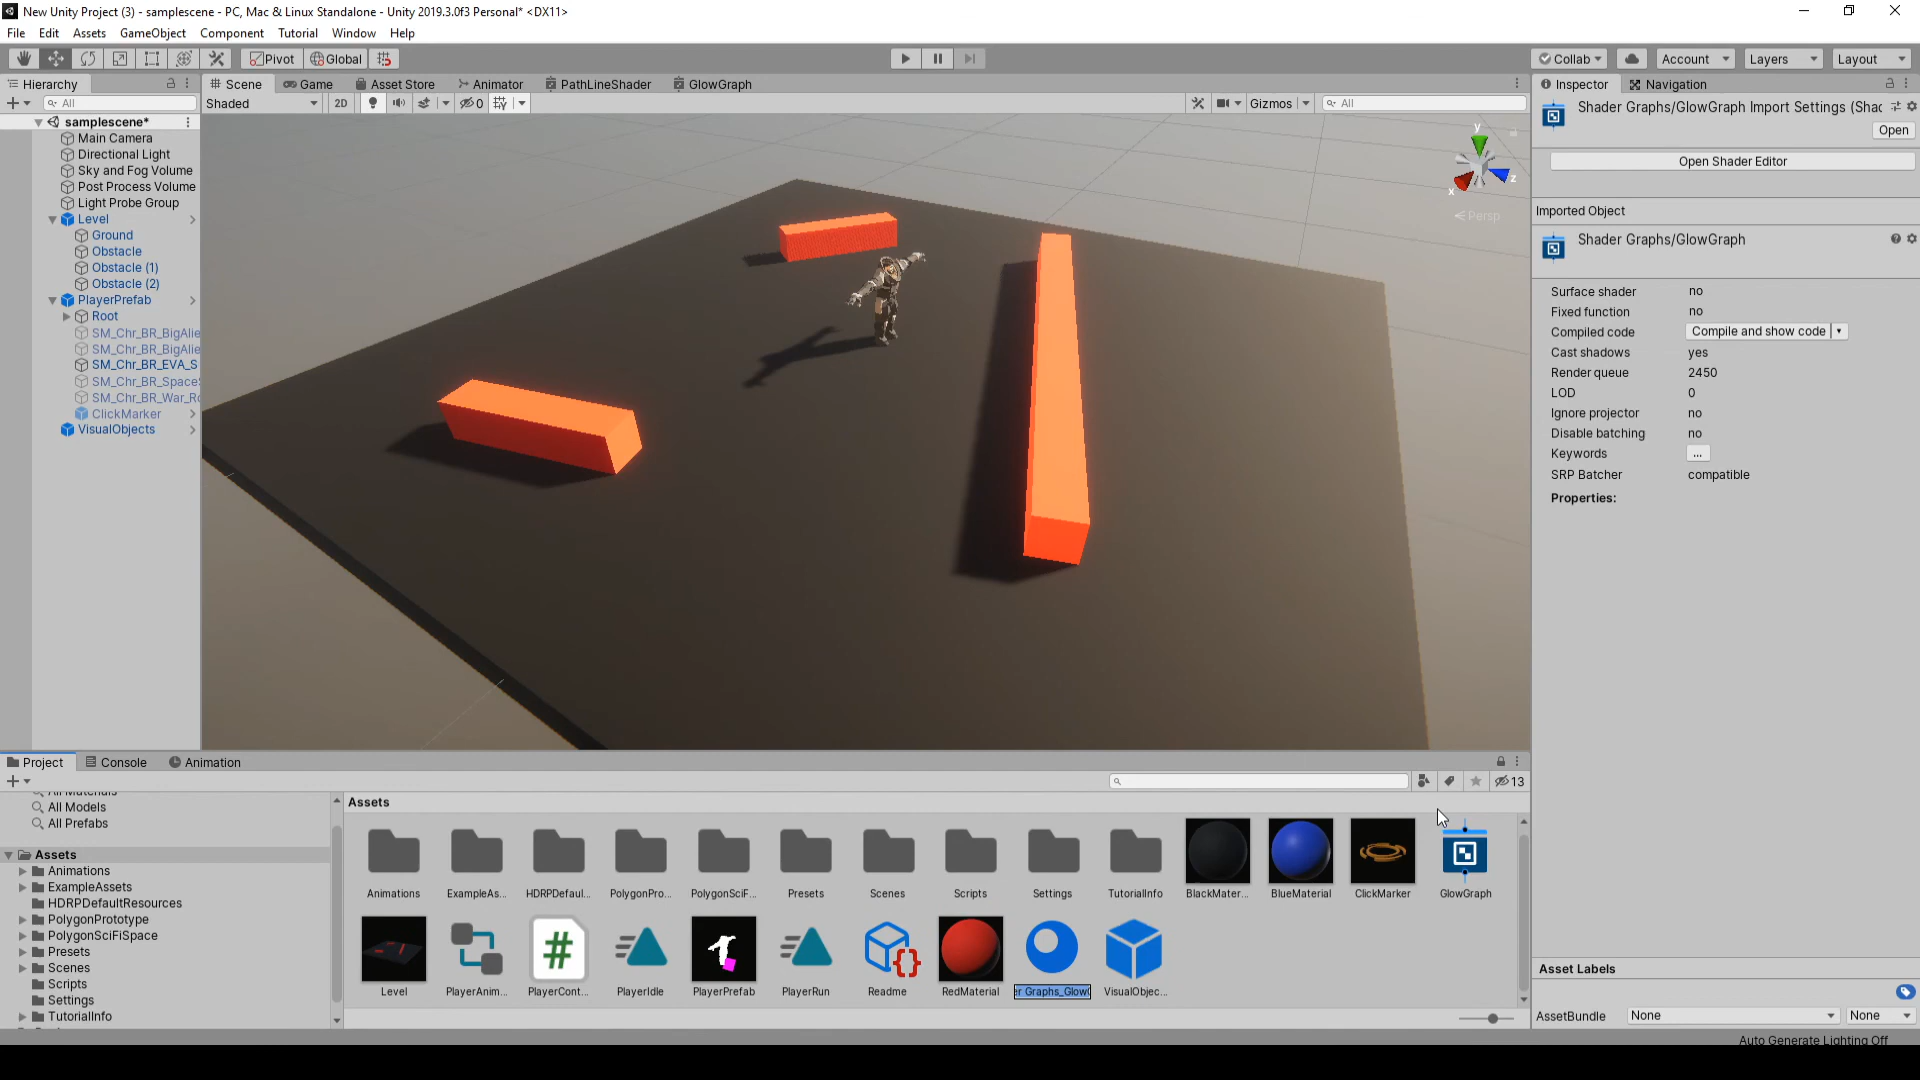 New Unity Project (3) - samplescene - PC, Mac & Linux Standalone - Unity 2019.3.0f3 Personal* <DX11>
File Edit Assets GameObject Component Tutorial Window Help
Pivot Global Collab Account Layers Layout
Hierarchy Scene Game Asset Store Animator PathLineShader GlowGraph Inspector Navigation
All Shaded 2D 0 Gizmos All
samplescene*
Main Camera
Directional Light
Sky and Fog Volume
Post Process Volume
Light Probe Group
Level
Ground
Obstacle
Obstacle (1)
Obstacle (2)
PlayerPrefab
Root
SM_Chr_BR_BigAlie
SM_Chr_BR_BigAlie
SM_Chr_BR_EVA_S
SM_Chr_BR_Space
SM_Chr_BR_War_Ro
ClickMarker
VisualObjects
y
x
z
Persp
Shader Graphs/GlowGraph Import Settings (Shac
Open
Open Shader Editor
Imported Object
Shader Graphs/GlowGraph
Surface shader no
Fixed function no
Compiled code Compile and show code
Cast shadows yes
Render queue 2450
LOD 0
Ignore projector no
Disable batching no
Keywords ...
SRP Batcher compatible
Properties:
Project Console Animation
13
All Materials
All Models
All Prefabs
Assets
Animations
ExampleAssets
HDRPDefaultResources
PolygonPrototype
PolygonSciFiSpace
Presets
Scenes
Scripts
Settings
TutorialInfo
Assets
Animations ExampleAs... HDRPDefaul... PolygonPro... PolygonSciF... Presets Scenes Scripts Settings TutorialInfo BlackMater... BlueMaterial ClickMarker GlowGraph
Level PlayerAnim... PlayerCont... PlayerIdle PlayerPrefab PlayerRun Readme RedMaterial er Graphs_Glow VisualObjec...
Asset Labels
AssetBundle None None
Auto Generate Lighting Off